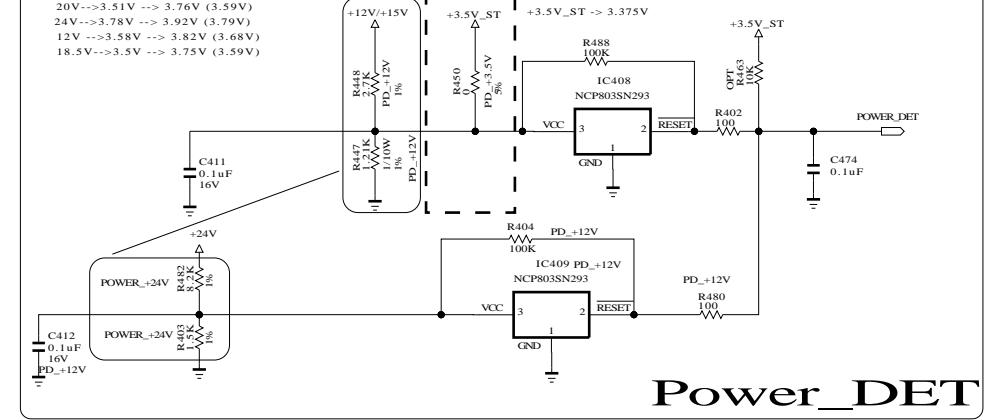 20V-->3.51V --> 3.76V (3.59V)
24V-->3.78V --> 3.92V (3.79V)
12V -->3.58V --> 3.82V (3.68V)
18.5V-->3.5V --> 3.75V (3.59V)
+12V/+15V
+3.5V_ST
+3.5V_ST -> 3.375V
+3.5V_ST
R448
2.7K
PD_+12V
1%
R450
0
PD_+3.5V
5%
R488
100K
OPT
R463
10K
IC408
NCP803SN293
R402
100
POWER_DET
VCC
3
2
RESET
1
GND
R447
1.21K
1/10W
1%
PD_+12V
C411
0.1uF
16V
C474
0.1uF
+24V
R404
100K
PD_+12V
IC409
PD_+12V
NCP803SN293
PD_+12V
R480
100
POWER_+24V
R482
8.2K
1%
VCC
3
2
RESET
1
GND
POWER_+24V
R403
1.5K
1%
C412
0.1uF
16V
PD_+12V
Power_DET